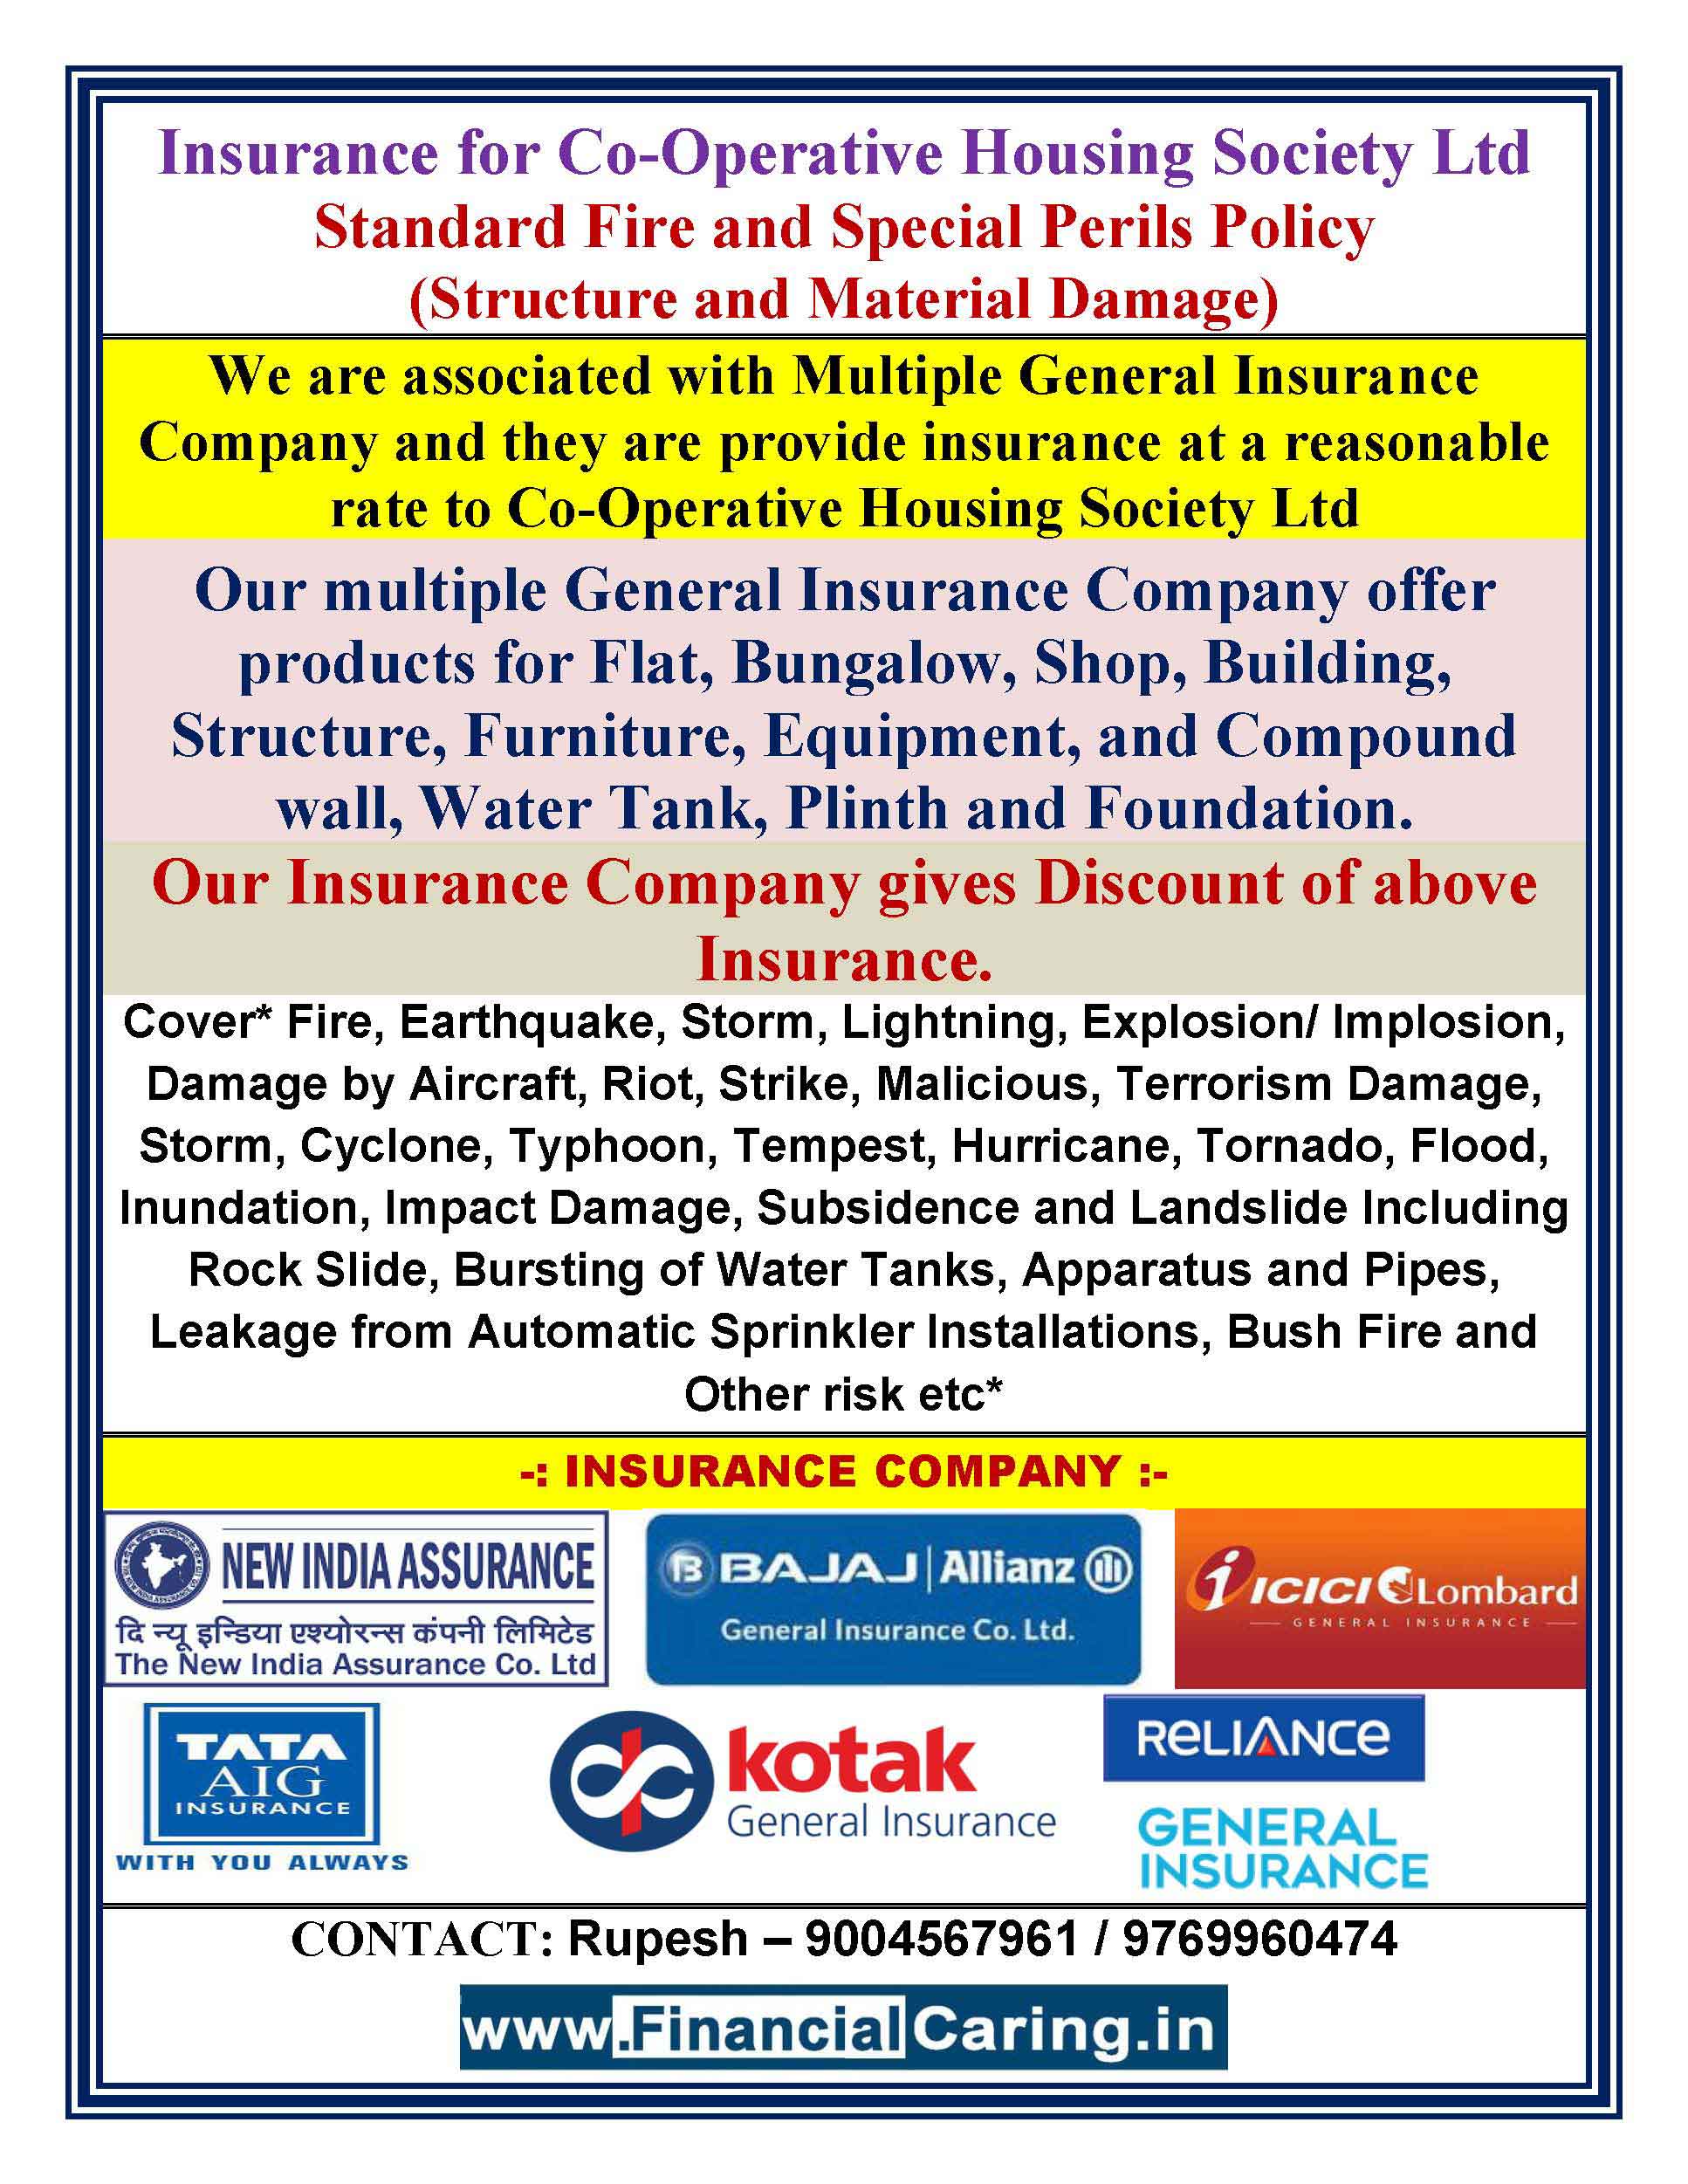 Insurance for Co-Operative Housing Society Ltd
Standard Fire and Special Perils Policy
(Structure and Material Damage)
We are associated with Multiple General Insurance
Company and they are provide insurance at a reasonable
rate to Co-Operative Housing Society Ltd
Our multiple General Insurance Company offer
products for Flat, Bungalow, Shop, Building,
Structure, Furniture, Equipment, and Compound
wall, Water Tank, Plinth and Foundation.
Our Insurance Company gives Discount of above
Insurance.
Cover* Fire, Earthquake, Storm, Lightning, Explosion/ Implosion,
Damage by Aircraft, Riot, Strike, Malicious, Terrorism Damage,
Storm, Cyclone, Typhoon, Tempest, Hurricane, Tornado, Flood,
Inundation, Impact Damage, Subsidence and Landslide Including
Rock Slide, Bursting of Water Tanks, Apparatus and Pipes,
Leakage from Automatic Sprinkler Installations, Bush Fire and
Other risk etc*
-: INSURANCE COMPANY :-
NEW INDIA ASSURANCE
दि न्यू इन्डिया एश्योरन्स कंपनी लिमिटेड
The New India Assurance Co. Ltd
B BAJAJ | Allianz
General Insurance Co. Ltd.
ICICI Lombard
GENERAL INSURANCE
TATA
AIG
INSURANCE
WITH YOU ALWAYS
kotak
General Insurance
RELIANCE
GENERAL
INSURANCE
CONTACT: Rupesh – 9004567961 / 9769960474
www.FinancialCaring.in